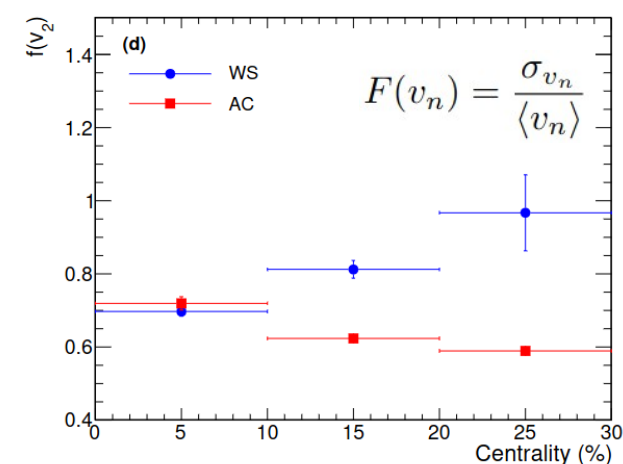 f(v₂)
(d)
WS
AC
F(vₙ) = σᵥₙ / ⟨vₙ⟩
1.4
1.2
1
0.8
0.6
0.4
0 5 10 15 20 25 30
Centrality (%)